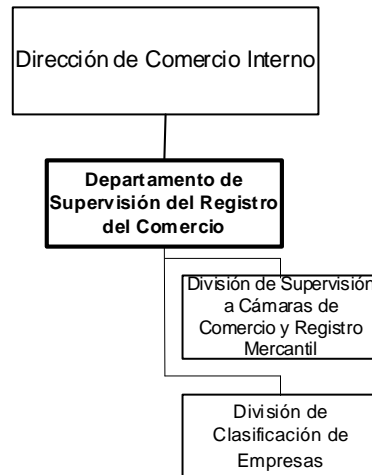 Dirección de Comercio Interno
Departamento de
Supervisión del Registro
del Comercio
División de Supervisión
a Cámaras de
Comercio y Registro
Mercantil
División de
Clasificación de
Empresas